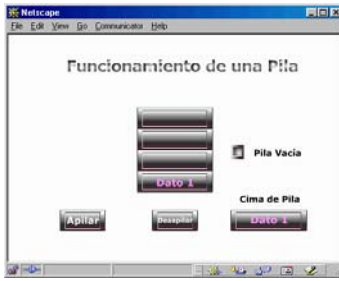 Netscape
File Edit View Go Communicator Help
Funcionamiento de una Pila
Pila Vacía
Dato 1
Cima de Pila
Apilar Desapilar Dato 1